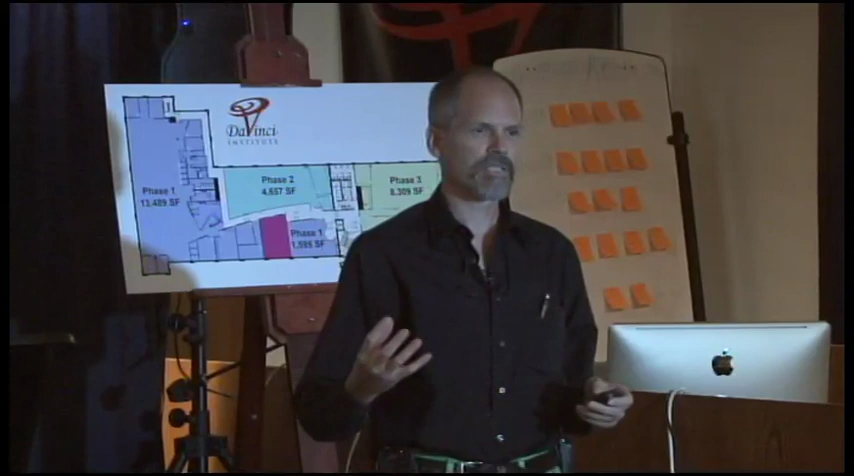 DaVinci
INSTITUTE
Phase 1
13,489 SF
Phase 2
4,657 SF
Phase 3
8,309 SF
Phase 1
1,595 SF